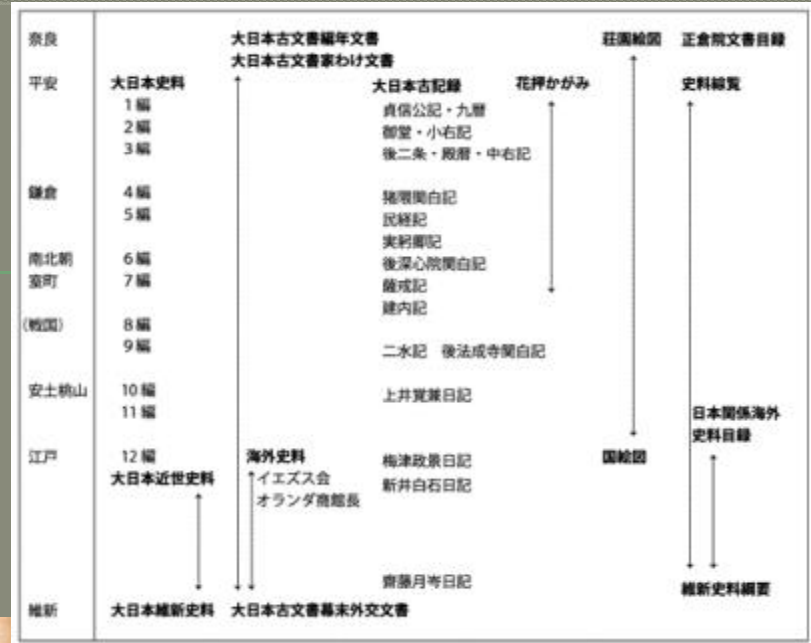 奈良 大日本古文書編年文書 荘園絵図 正倉院文書目録
大日本古文書家わけ文書
平安 大日本史料 大日本古記録 花押かがみ 史料綜覧
1編 貞信公記・九暦
2編 御堂・小右記
3編 後二条・殿暦・中右記
鎌倉 4編 猪隈関白記
5編 民経記
実躬卿記
南北朝 6編 後深心院関白記
室町 7編 薩戒記
建内記
(戦国) 8編
9編 二水記 後法成寺関白記
安土桃山 10編 上井覚兼日記
11編 日本関係海外
史料目録
江戸 12編 海外史料 梅津政景日記 国絵図
大日本近世史料 イエズス会 新井白石日記
オランダ商館長
齋藤月岑日記
維新史料綱要
維新 大日本維新史料 大日本古文書幕末外交文書